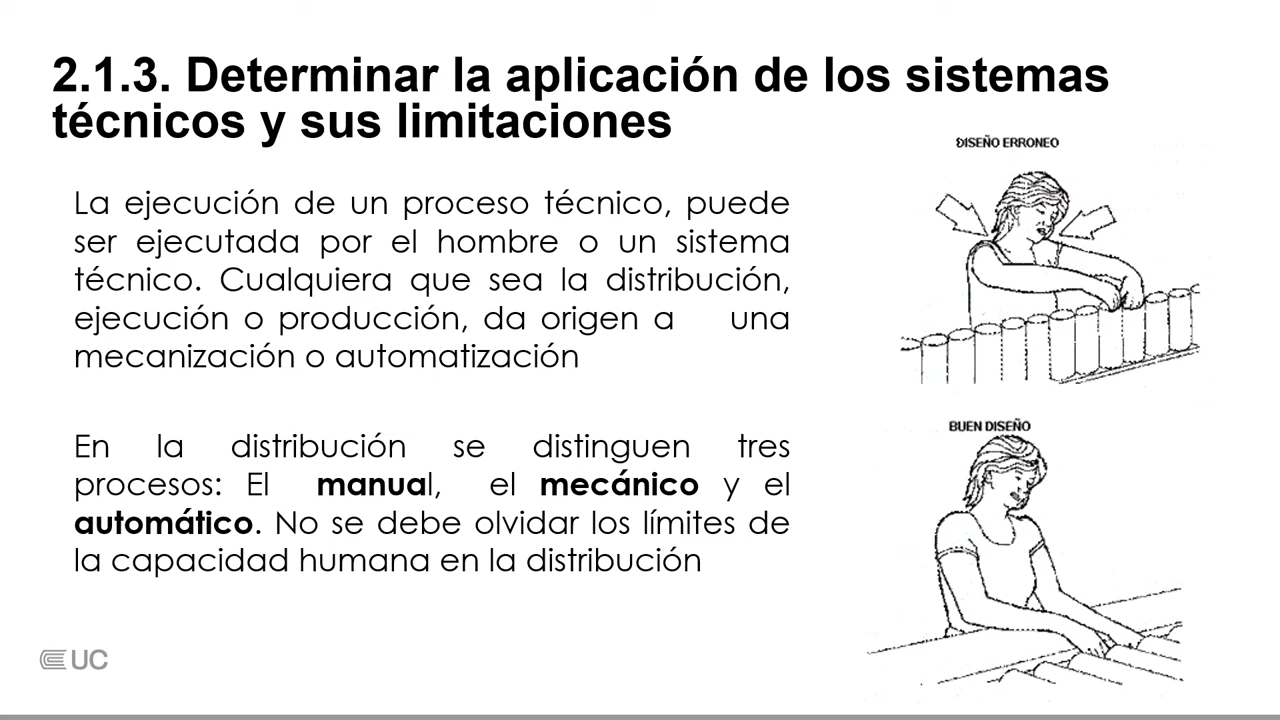 2.1.3. Determinar la aplicación de los sistemas
técnicos y sus limitaciones
DISEÑO ERRONEO
La ejecución de un proceso técnico, puede
ser ejecutada por el hombre o un sistema
técnico. Cualquiera que sea la distribución,
ejecución o producción, da origen a una
mecanización o automatización
En la distribución se distinguen tres
procesos: El manual, el mecánico y el
automático. No se debe olvidar los límites de
la capacidad humana en la distribución
BUEN DISEÑO
UC